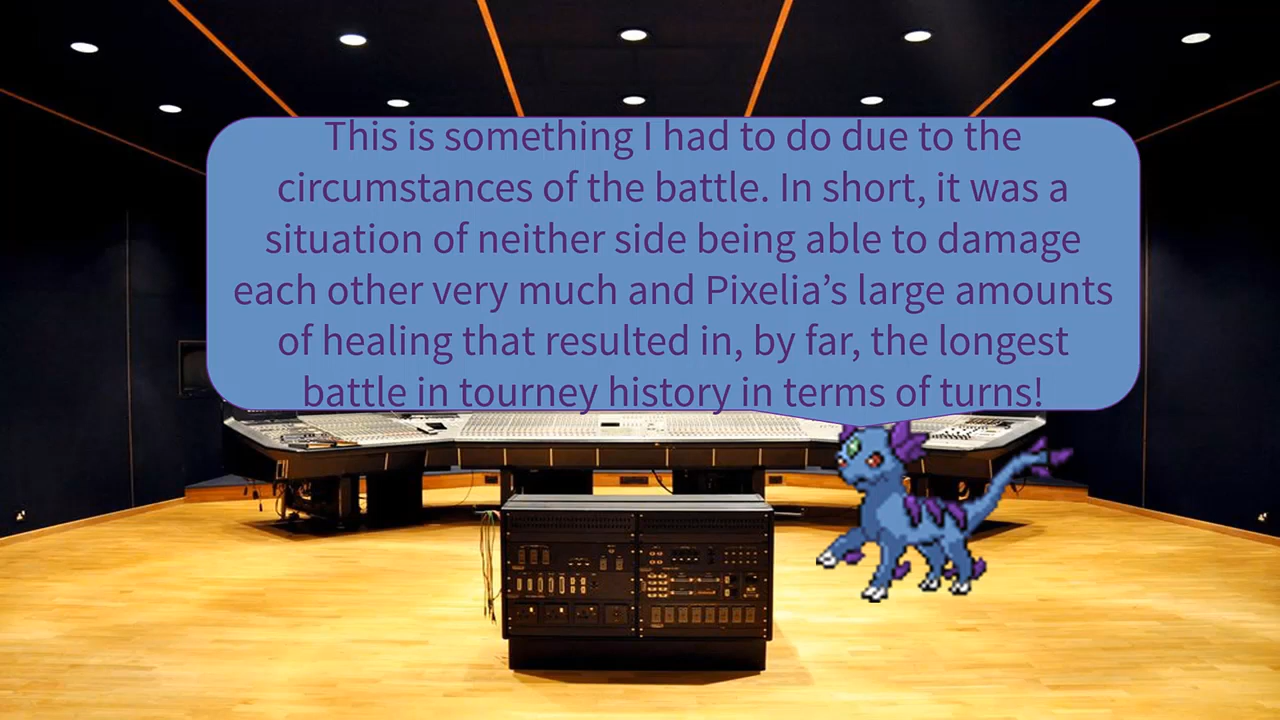 This is something I had to do due to the
circumstances of the battle. In short, it was a
situation of neither side being able to damage
each other very much and Pixelia’s large amounts
of healing that resulted in, by far, the longest
battle in tourney history in terms of turns!